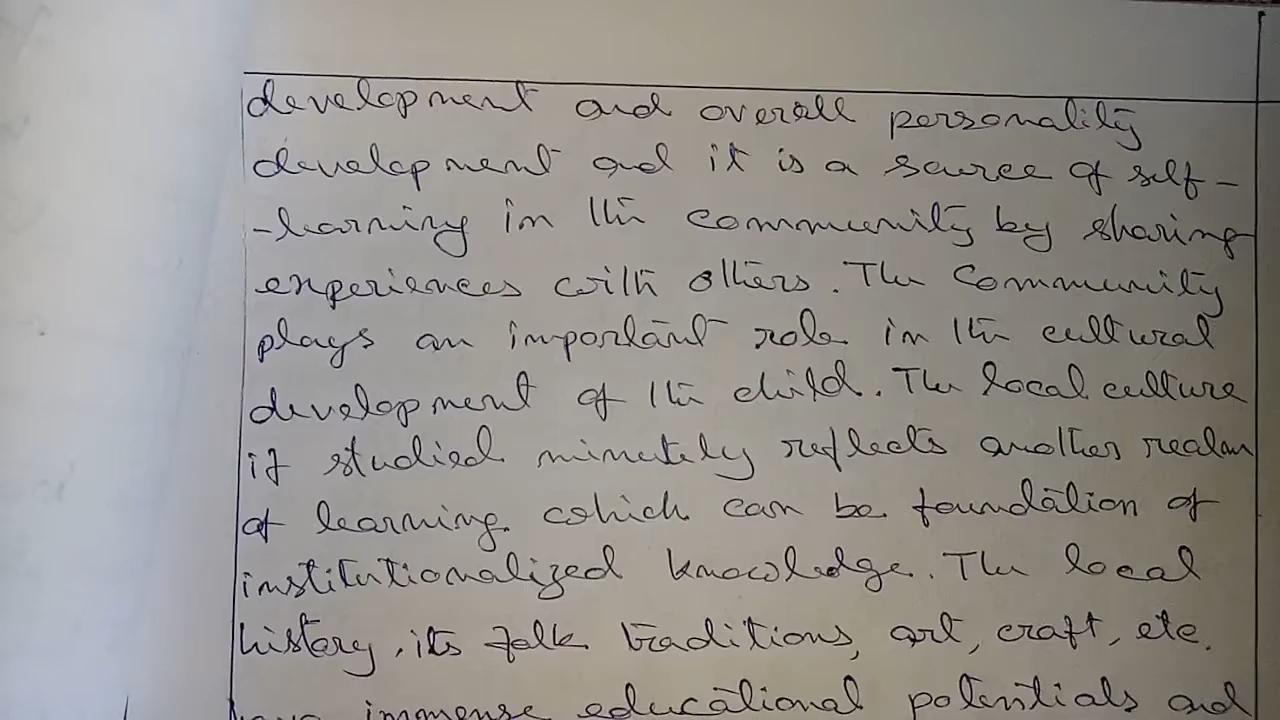 development and overall personality
development and it is a source of self-
-learning in the community by sharing
experiences with others. The Community
plays an important role in the cultural
development of the child. The local culture
if studied minutely reflects another realm
of learning which can be foundation of
institutionalized knowledge. The local
history, its folk traditions, art, craft, etc.
have immense educational potentials and